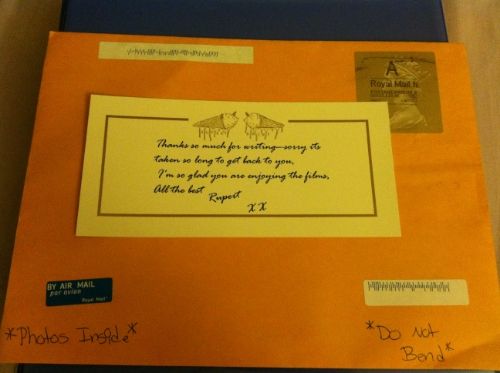 A
Royal Mail
Thanks so much for writing—sorry its
taken so long to get back to you.
I'm so glad you are enjoying the films,
All the best
Rupert
X X
BY AIR MAIL
par avion
Royal Mail
*Photos Inside*
*Do Not
Bend*